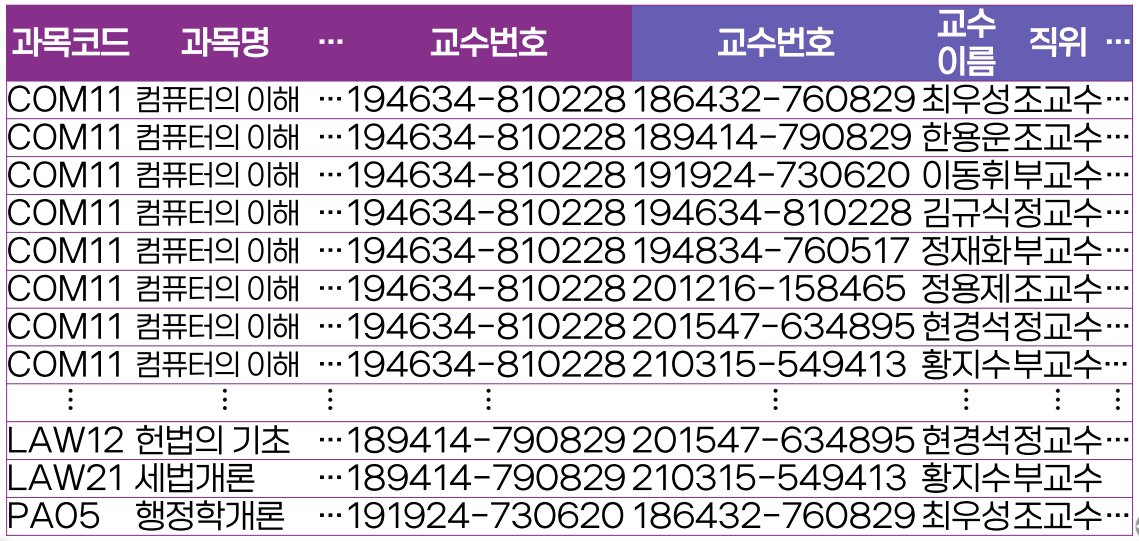 과목코드 과목명 … 교수번호 교수번호 교수이름 직위 …
COM11 컴퓨터의 이해 … 194634-810228 186432-760829 최우성 조교수 …
COM11 컴퓨터의 이해 … 194634-810228 189414-790829 한용운 조교수 …
COM11 컴퓨터의 이해 … 194634-810228 191924-730620 이동휘 부교수 …
COM11 컴퓨터의 이해 … 194634-810228 194634-810228 김규식 정교수 …
COM11 컴퓨터의 이해 … 194634-810228 194834-760517 정재화 부교수 …
COM11 컴퓨터의 이해 … 194634-810228 201216-158465 정용제 조교수 …
COM11 컴퓨터의 이해 … 194634-810228 201547-634895 현경석 정교수 …
COM11 컴퓨터의 이해 … 194634-810228 210315-549413 황지수 부교수 …
⋮ ⋮ ⋮ ⋮ ⋮ ⋮ ⋮ ⋮
LAW12 헌법의 기초 … 189414-790829 201547-634895 현경석 정교수 …
LAW21 세법개론 … 189414-790829 210315-549413 황지수 부교수
PA05 행정학개론 … 191924-730620 186432-760829 최우성 조교수 …